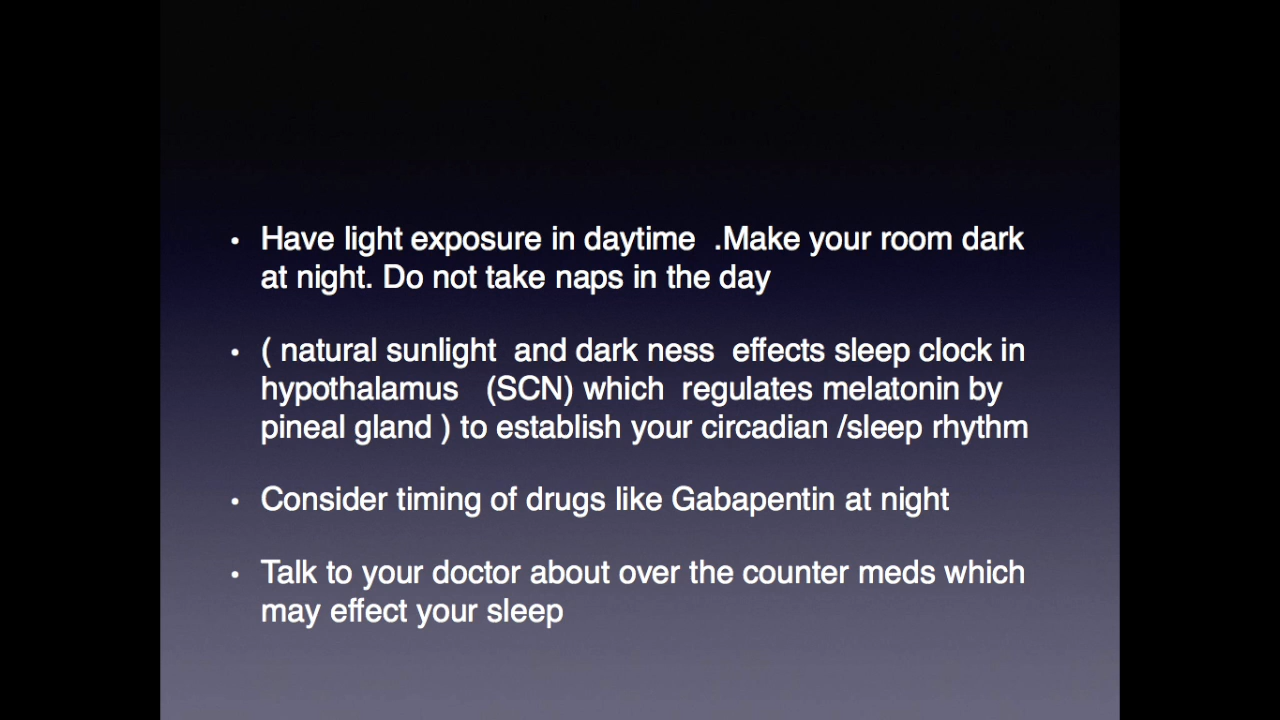 • Have light exposure in daytime  .Make your room dark
at night. Do not take naps in the day
• ( natural sunlight  and dark ness  effects sleep clock in
hypothalamus   (SCN) which  regulates melatonin by
pineal gland ) to establish your circadian /sleep rhythm
• Consider timing of drugs like Gabapentin at night
• Talk to your doctor about over the counter meds which
may effect your sleep